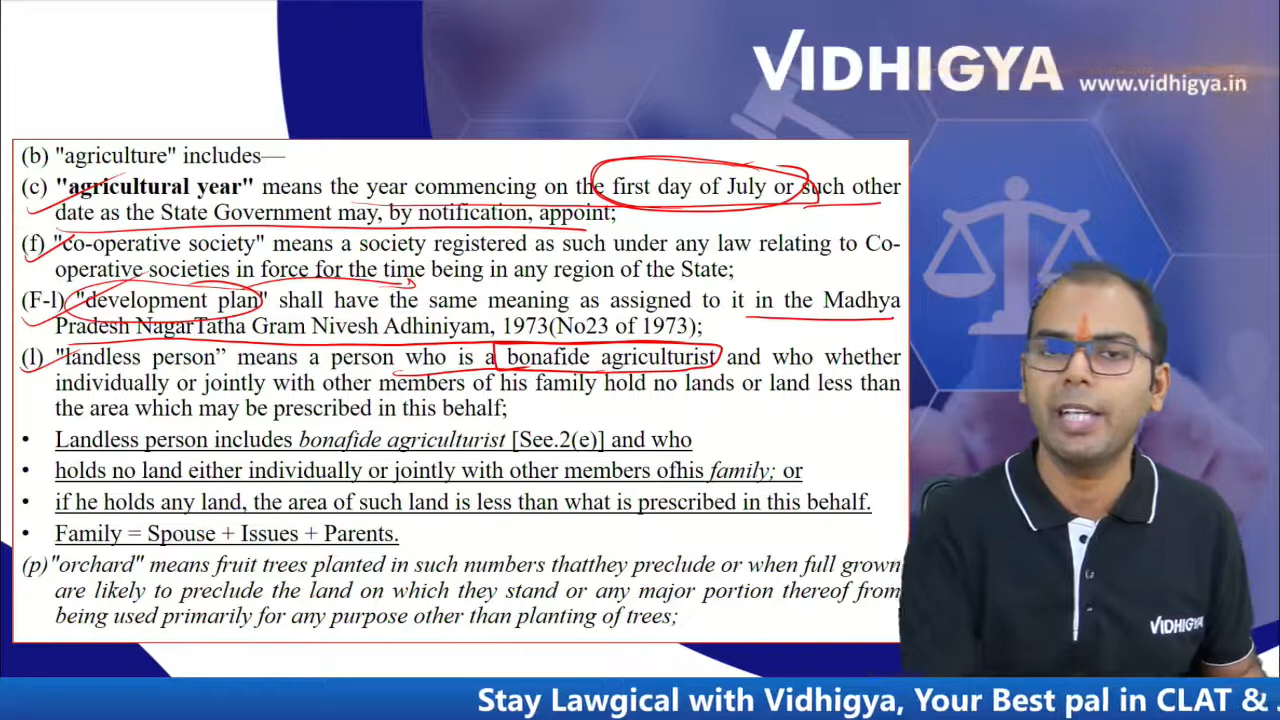 VIDHIGYA www.vidhigya.in
(b) "agriculture" includes—
(c) "agricultural year" means the year commencing on the first day of July or such other
date as the State Government may, by notification, appoint;
(f) "co-operative society" means a society registered as such under any law relating to Co-
operative societies in force for the time being in any region of the State;
(F-l) "development plan" shall have the same meaning as assigned to it in the Madhya
Pradesh NagarTatha Gram Nivesh Adhiniyam, 1973(No23 of 1973);
(l) "landless person” means a person who is a bonafide agriculturist and who whether
individually or jointly with other members of his family hold no lands or land less than
the area which may be prescribed in this behalf;
• Landless person includes bonafide agriculturist [See.2(e)] and who
• holds no land either individually or jointly with other members ofhis family; or
• if he holds any land, the area of such land is less than what is prescribed in this behalf.
• Family = Spouse + Issues + Parents.
(p) "orchard" means fruit trees planted in such numbers thatthey preclude or when full grown
are likely to preclude the land on which they stand or any major portion thereof from
being used primarily for any purpose other than planting of trees;
VIDHIGYA
Stay Lawgical with Vidhigya, Your Best pal in CLAT &